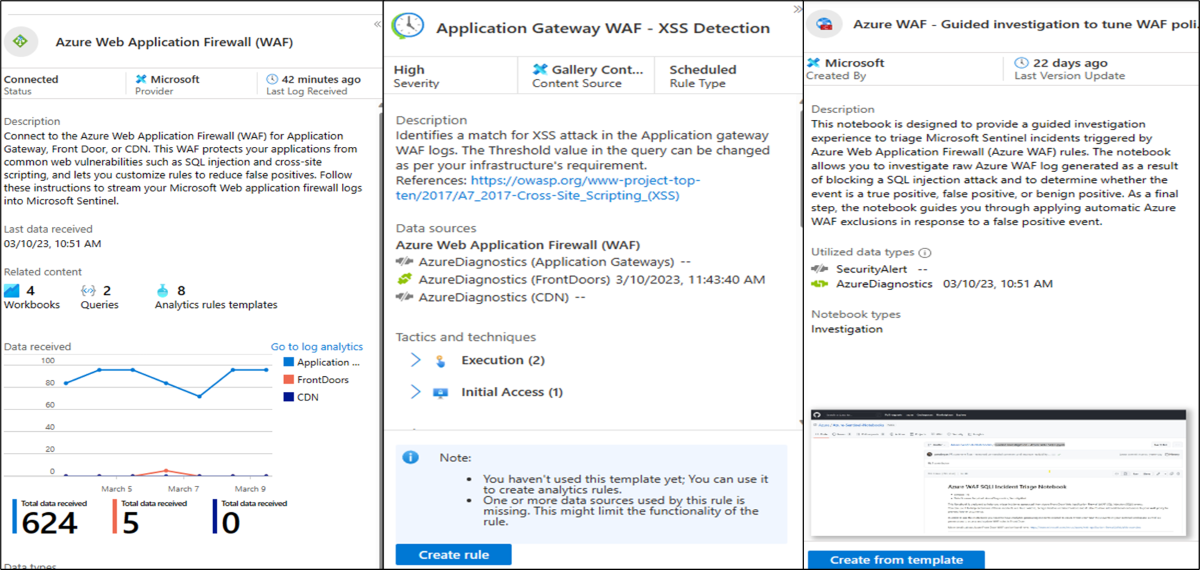 Azure Web Application Firewall (WAF)
Connected
Status
Microsoft
Provider
42 minutes ago
Last Log Received
Description
Connect to the Azure Web Application Firewall (WAF) for Application
Gateway, Front Door, or CDN. This WAF protects your applications from
common web vulnerabilities such as SQL injection and cross-site
scripting, and lets you customize rules to reduce false positives. Follow
these instructions to stream your Microsoft Web application firewall logs
into Microsoft Sentinel.
Last data received
03/10/23, 10:51 AM
Related content
4
Workbooks
2
Queries
8
Analytics rules templates
Data received
Go to log analytics
100
80
60
40
20
0
March 5
March 7
March 9
Application ...
FrontDoors
CDN
Total data received
624
Total data received
5
Total data received
0
Data types
Application Gateway WAF - XSS Detection
High
Severity
Gallery Cont...
Content Source
Scheduled
Rule Type
Description
Identifies a match for XSS attack in the Application gateway
WAF logs. The Threshold value in the query can be changed
as per your infrastructure's requirement.
References: https://owasp.org/www-project-top-
ten/2017/A7_2017-Cross-Site_Scripting_(XSS)
Data sources
Azure Web Application Firewall (WAF)
AzureDiagnostics (Application Gateways) --
AzureDiagnostics (FrontDoors) 3/10/2023, 11:43:40 AM
AzureDiagnostics (CDN) --
Tactics and techniques
Execution (2)
Initial Access (1)
Note:
• You haven't used this template yet; You can use it
to create analytics rules.
• One or more data sources used by this rule is
missing. This might limit the functionality of the
rule.
Create rule
Azure WAF - Guided investigation to tune WAF poli...
Microsoft
Created By
22 days ago
Last Version Update
Description
This notebook is designed to provide a guided investigation
experience to triage Microsoft Sentinel incidents triggered by
Azure Web Application Firewall (Azure WAF) rules. The notebook
allows you to investigate raw Azure WAF log generated as a result
of blocking a SQL injection attack and to determine whether the
event is a true positive, false positive, or benign positive. As a final
step, the notebook guides you through applying automatic Azure
WAF exclusions in response to a false positive event.
Utilized data types
SecurityAlert --
AzureDiagnostics 03/10/23, 10:51 AM
Notebook types
Investigation
Azure WAF SQLI Incident Triage Notebook
Create from template